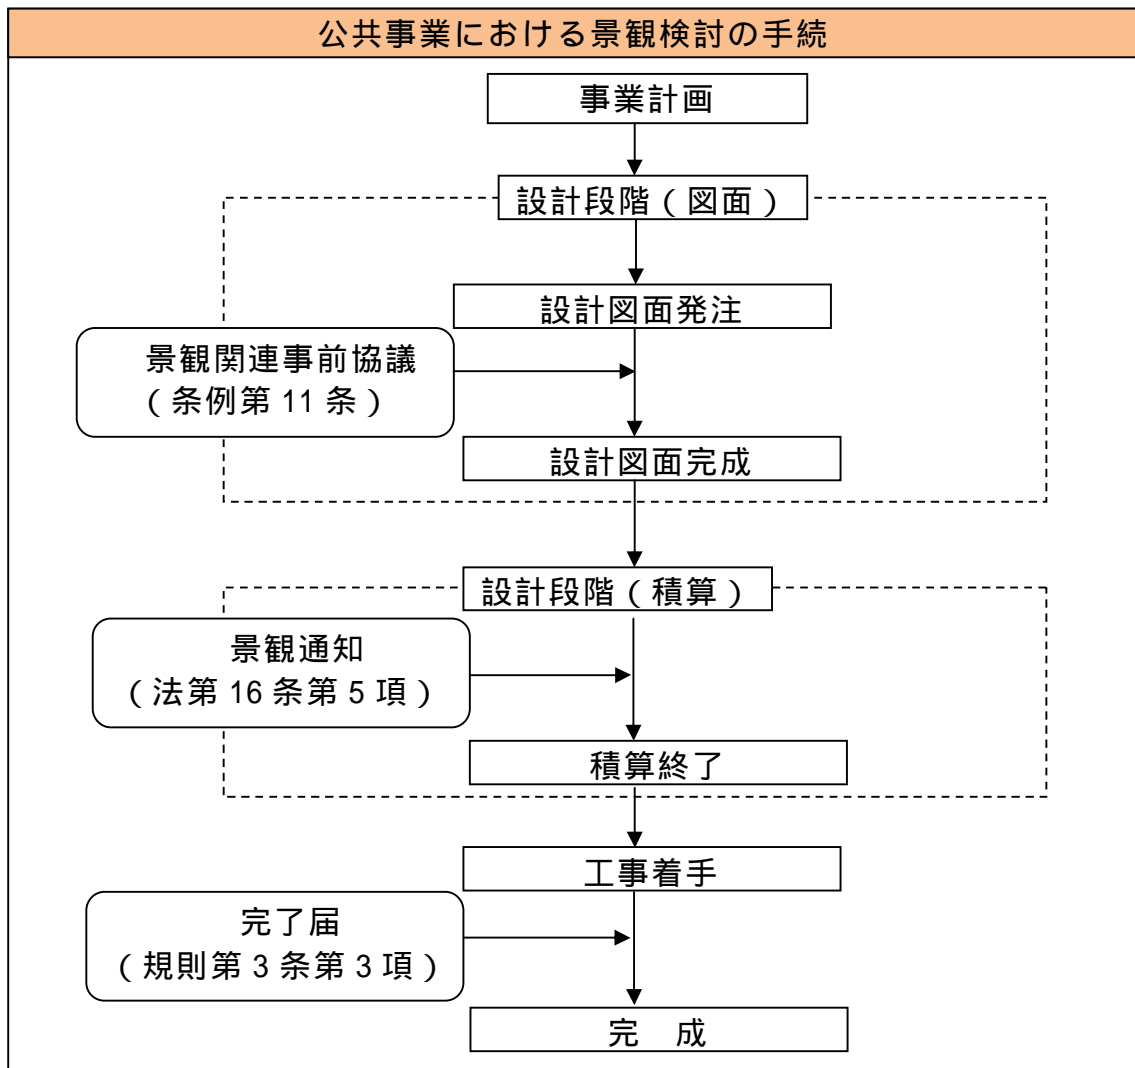 公共事業における景観検討の手続
事業計画
設計段階（図面）
設計図面発注
景観関連事前協議
（条例第 11 条）
設計図面完成
設計段階（積算）
景観通知
（法第 16 条第 5 項）
積算終了
工事着手
完了届
（規則第 3 条第 3 項）
完　成